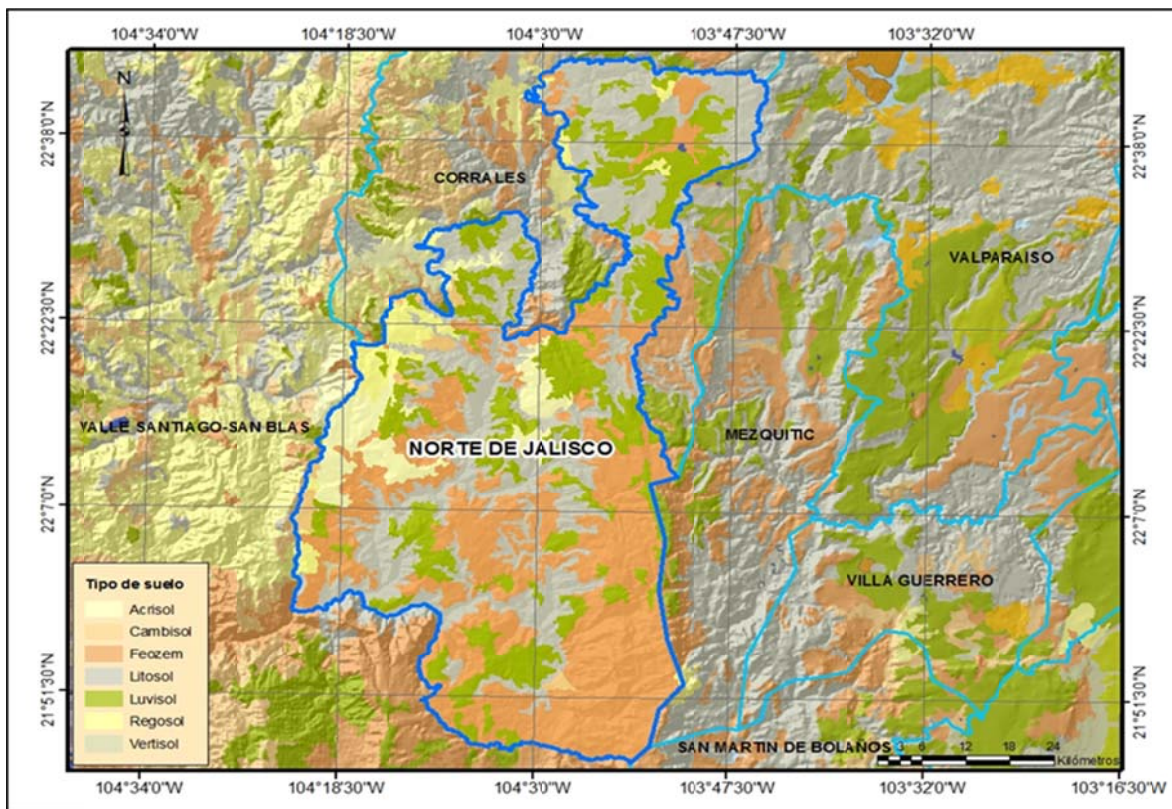 104°34'0"W 104°18'30"W 104°3'0"W 103°47'30"W 103°32'0"W
N
22°38'0"N 22°38'0"N
CORRALES
VALPARAISO
22°22'30"N 22°22'30"N
VALLE SANTIAGO-SAN BLAS
NORTE DE JALISCO
MEZQUITIC
22°7'0"N 22°7'0"N
VILLA GUERRERO
Tipo de suelo
Acrisol
Cambisol
Feozem
Litosol
Luvisol
Regosol
Vertisol
21°51'30"N 21°51'30"N
SAN MARTIN DE BOLAÑOS
0 3 6 12 18 24
Kilómetros
104°34'0"W 104°18'30"W 104°3'0"W 103°47'30"W 103°32'0"W 103°16'30"W